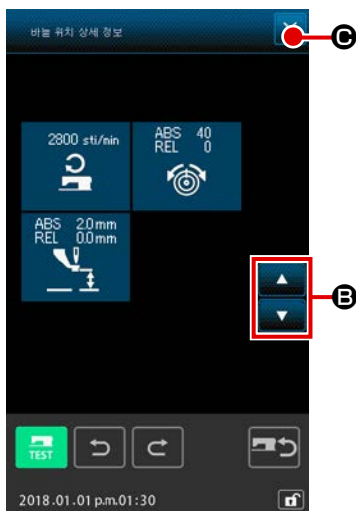 바늘 위치 상세 정보
C
2800 sti/min
ABS 40
REL 0
ABS 2.0mm
REL 0.0mm
B
TEST
2018.01.01 p.m.01:30